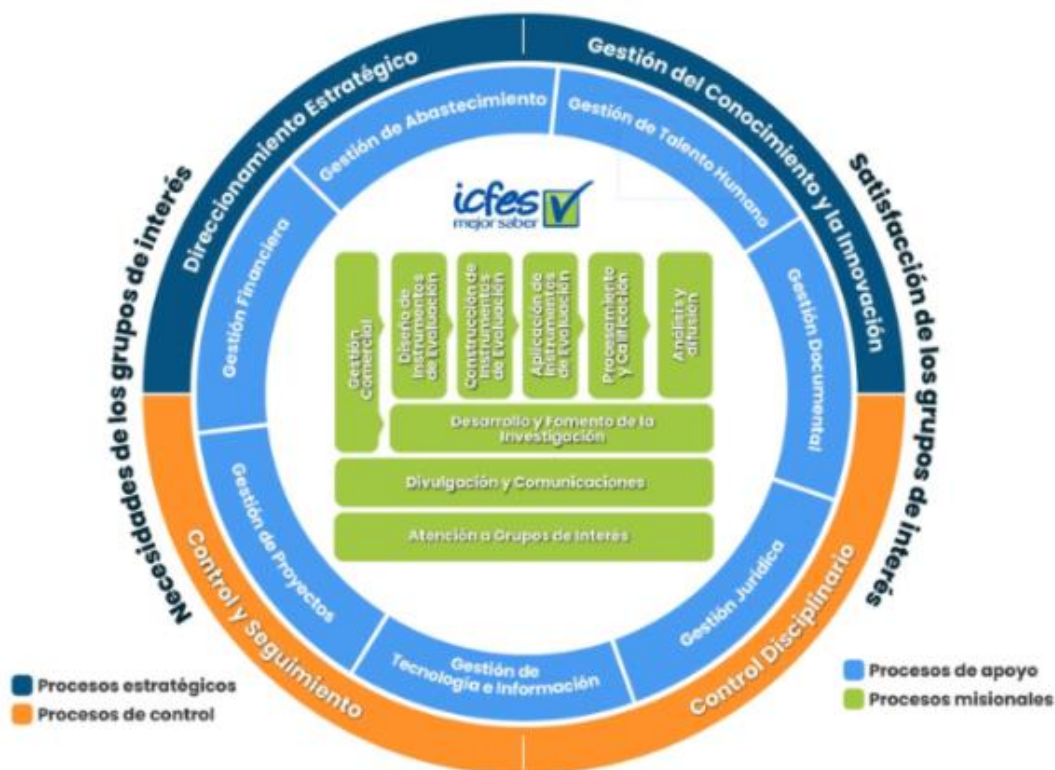 Direccionamiento Estratégico
Gestión del Conocimiento y la Innovación
Necesidades de los grupos de interés
Satisfacción de los grupos de interés
Gestión Financiera
Gestión de Abastecimiento
Gestión de Talento Humano
Gestión Documental
icfes
mejor saber
Gestión
Comercial
Diseño de
Instrumentos
de Evaluación
Construcción de
Instrumentos
de Evaluación
Aplicación de
Instrumentos
de Evaluación
Procesamiento
y Calificación
Análisis y
difusión
Desarrollo y Fomento de la
Investigación
Divulgación y Comunicaciones
Atención a Grupos de Interés
Gestión de Proyectos
Gestión de
Tecnología e Información
Gestión Jurídica
Control y Seguimiento
Control Disciplinario
Procesos estratégicos
Procesos de control
Procesos de apoyo
Procesos misionales